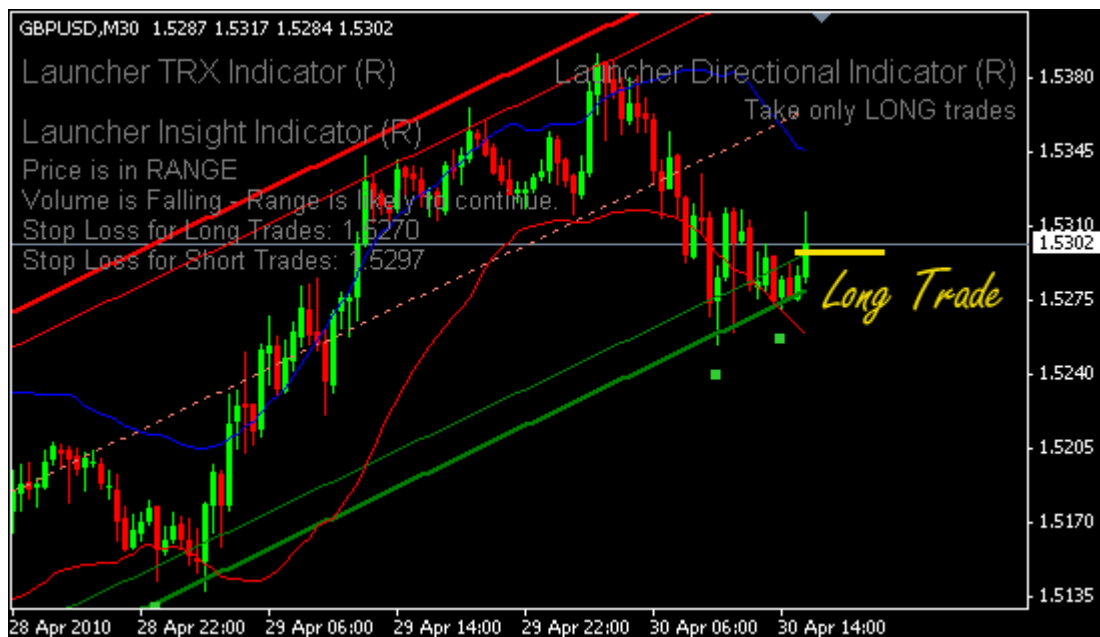 GBPUSD,M30 1.5287 1.5317 1.5284 1.5302
Launcher TRX Indicator (R)
Launcher Directional Indicator (R)
Take only LONG trades
Launcher Insight Indicator (R)
Price is in RANGE
Volume is Falling - Range is likely to continue.
Stop Loss for Long Trades: 1.5270
Stop Loss for Short Trades: 1.5297
Long Trade
1.5380
1.5345
1.5310
1.5302
1.5275
1.5240
1.5205
1.5170
1.5135
28 Apr 2010 28 Apr 22:00 29 Apr 06:00 29 Apr 14:00 29 Apr 22:00 30 Apr 06:00 30 Apr 14:00